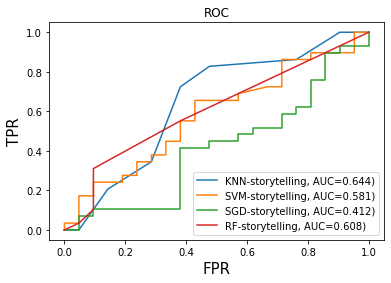 ROC
TPR
1.0
0.8
0.6
0.4
0.2
0.0
KNN-storytelling, AUC=0.644)
SVM-storytelling, AUC=0.581)
SGD-storytelling, AUC=0.412)
RF-storytelling, AUC=0.608)
0.0 0.2 0.4 0.6 0.8 1.0
FPR